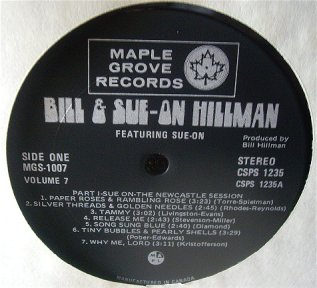 MAPLE
GROVE
RECORDS
BILL & SUE-ON HILLMAN
FEATURING SUE-ON
Produced by
Bill Hillman
SIDE ONE
MGS-1007
VOLUME 7
STEREO
CSPS 1235
CSPS 1235A
PART I-SUE ON-THE NEWCASTLE SESSION
1. PAPER ROSES & RAMBLING ROSE (3:23) (Torre-Spielman)
2. SILVER THREADS & GOLDEN NEEDLES (2:45) (Rhodes-Reynolds)
3. TAMMY (3:02) (Livingston-Evans)
4. RELEASE ME (2:43) (Stevenson-Miller)
5. SONG SUNG BLUE (2:40) (Diamond)
6. TINY BUBBLES & PEARLY SHELLS (3:29)
(Pober-Edwards)
7. WHY ME, LORD (3:11) (Kristofferson)
MANUFACTURED IN CANADA